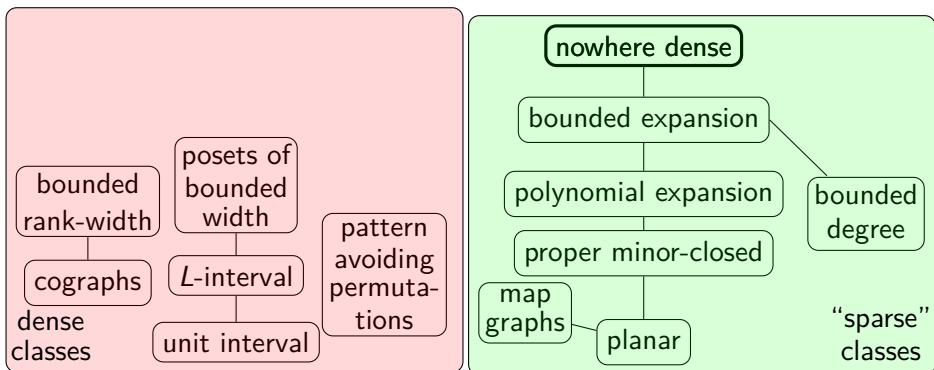 posets of
bounded
width
bounded
rank-width
pattern
avoiding
permuta-
tions
L-interval
cographs
unit interval
dense
classes
nowhere dense
bounded expansion
polynomial expansion
bounded
degree
proper minor-closed
map
graphs
planar
“sparse”
classes